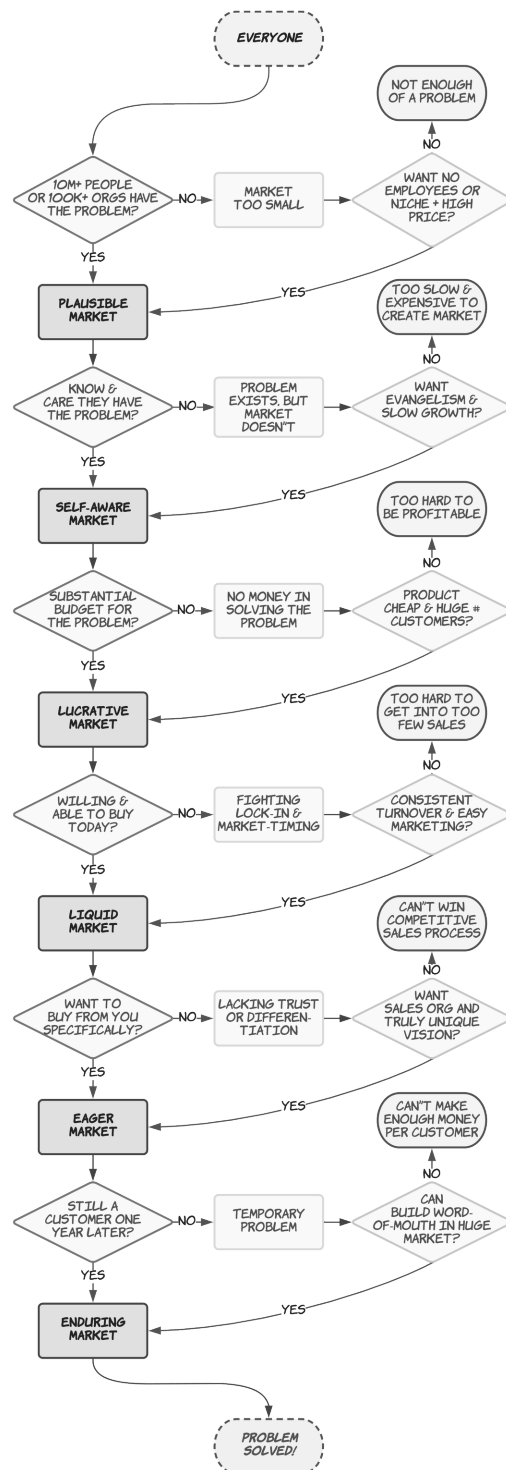 EVERYONE
NOT ENOUGH
OF A PROBLEM
NO
10M+ PEOPLE
OR 100K+ ORGS HAVE
THE PROBLEM?
NO
MARKET
TOO SMALL
WANT NO
EMPLOYEES OR
NICHE + HIGH
PRICE?
YES
YES
PLAUSIBLE
MARKET
TOO SLOW &
EXPENSIVE TO
CREATE MARKET
NO
KNOW &
CARE THEY HAVE
THE PROBLEM?
NO
PROBLEM
EXISTS, BUT
MARKET
DOESN"T
WANT
EVANGELISM &
SLOW GROWTH?
YES
YES
SELF-AWARE
MARKET
TOO HARD TO
BE PROFITABLE
NO
SUBSTANTIAL
BUDGET FOR
THE PROBLEM?
NO
NO MONEY IN
SOLVING THE
PROBLEM
PRODUCT
CHEAP & HUGE #
CUSTOMERS?
YES
YES
LUCRATIVE
MARKET
TOO HARD TO
GET INTO TOO
FEW SALES
NO
WILLING &
ABLE TO BUY
TODAY?
NO
FIGHTING
LOCK-IN &
MARKET-TIMING
CONSISTENT
TURNOVER & EASY
MARKETING?
YES
YES
LIQUID
MARKET
CAN"T WIN
COMPETITIVE
SALES PROCESS
NO
WANT TO
BUY FROM YOU
SPECIFICALLY?
NO
LACKING TRUST
OR DIFFEREN-
TIATION
WANT
SALES ORG AND
TRULY UNIQUE
VISION?
YES
YES
EAGER
MARKET
CAN"T MAKE
ENOUGH MONEY
PER CUSTOMER
NO
STILL A
CUSTOMER ONE
YEAR LATER?
NO
TEMPORARY
PROBLEM
CAN
BUILD WORD-
OF-MOUTH IN HUGE
MARKET?
YES
YES
ENDURING
MARKET
PROBLEM
SOLVED!